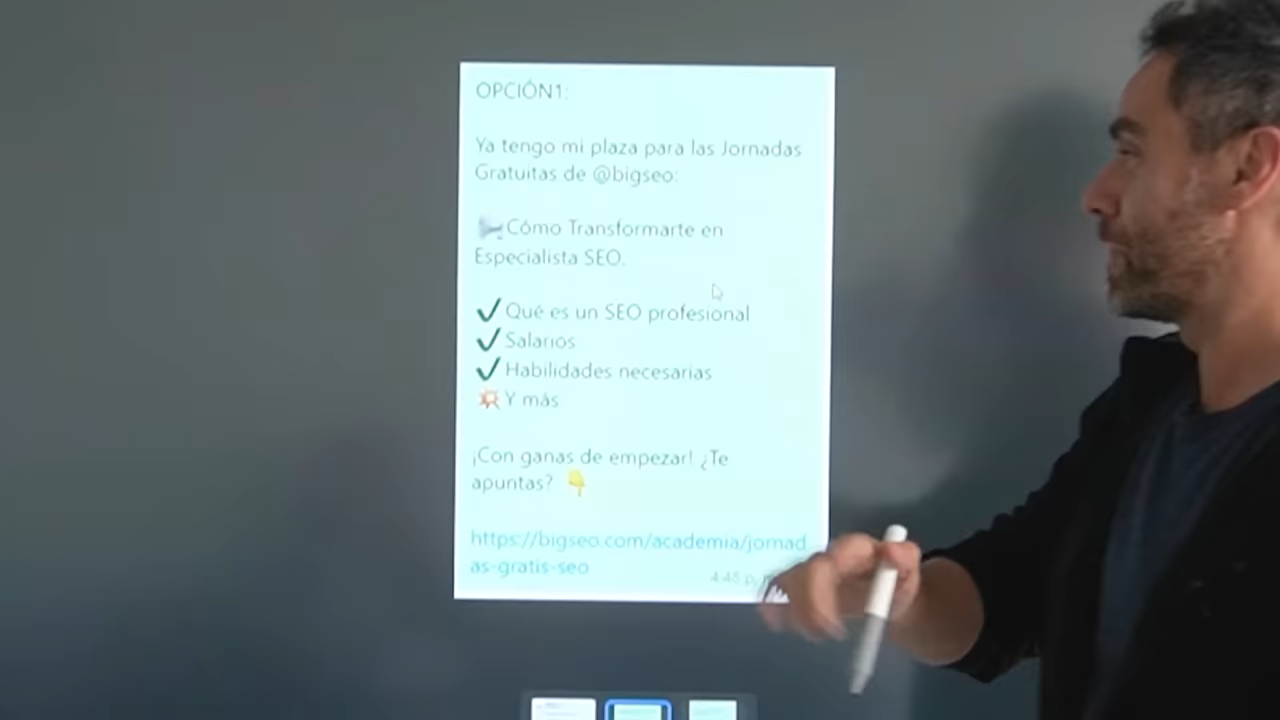 OPCIÓN1:
Ya tengo mi plaza para las Jornadas
Gratuitas de @bigseo:
Cómo Transformarte en
Especialista SEO.
✔ Qué es un SEO profesional
✔ Salarios
✔ Habilidades necesarias
💥 Y más
¡Con ganas de empezar! ¿Te
apuntas? 👇
https://bigseo.com/academia/jornad
as-gratis-seo
4:48 p.